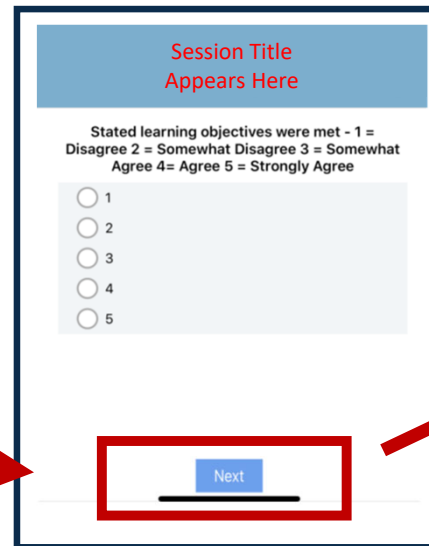 Session Title
Appears Here
Stated learning objectives were met - 1 =
Disagree 2 = Somewhat Disagree 3 = Somewhat
Agree 4= Agree 5 = Strongly Agree
1
2
3
4
5
Next